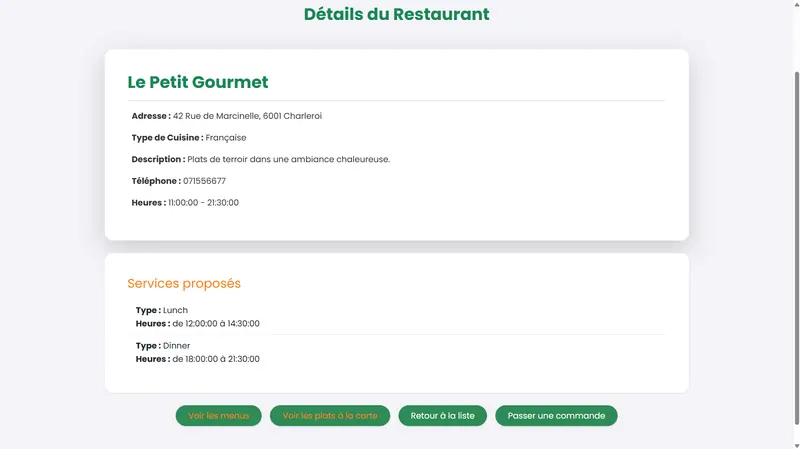 Détails du Restaurant
Le Petit Gourmet
Adresse : 42 Rue de Marcinelle, 6001 Charleroi
Type de Cuisine : Française
Description : Plats de terroir dans une ambiance chaleureuse.
Téléphone : 071556677
Heures : 11:00:00 - 21:30:00
Services proposés
Type : Lunch
Heures : de 12:00:00 à 14:30:00
Type : Dinner
Heures : de 18:00:00 à 21:30:00
Voir les menus Voir les plats à la carte Retour à la liste Passer une commande